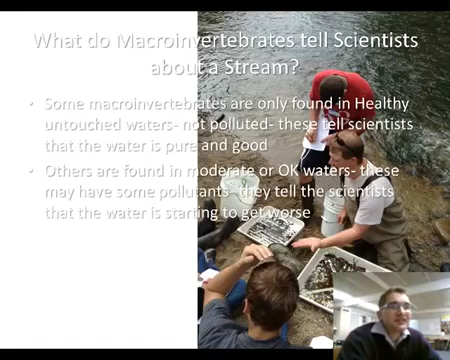 What do Macroinvertebrates tell Scientists
about a Stream?
• Some macroinvertebrates are only found in Healthy
untouched waters- not polluted- these tell scientists
that the water is pure and good
• Others are found in moderate or OK waters- these
may have some pollutants- they tell the scientists
that the water is starting to get worse